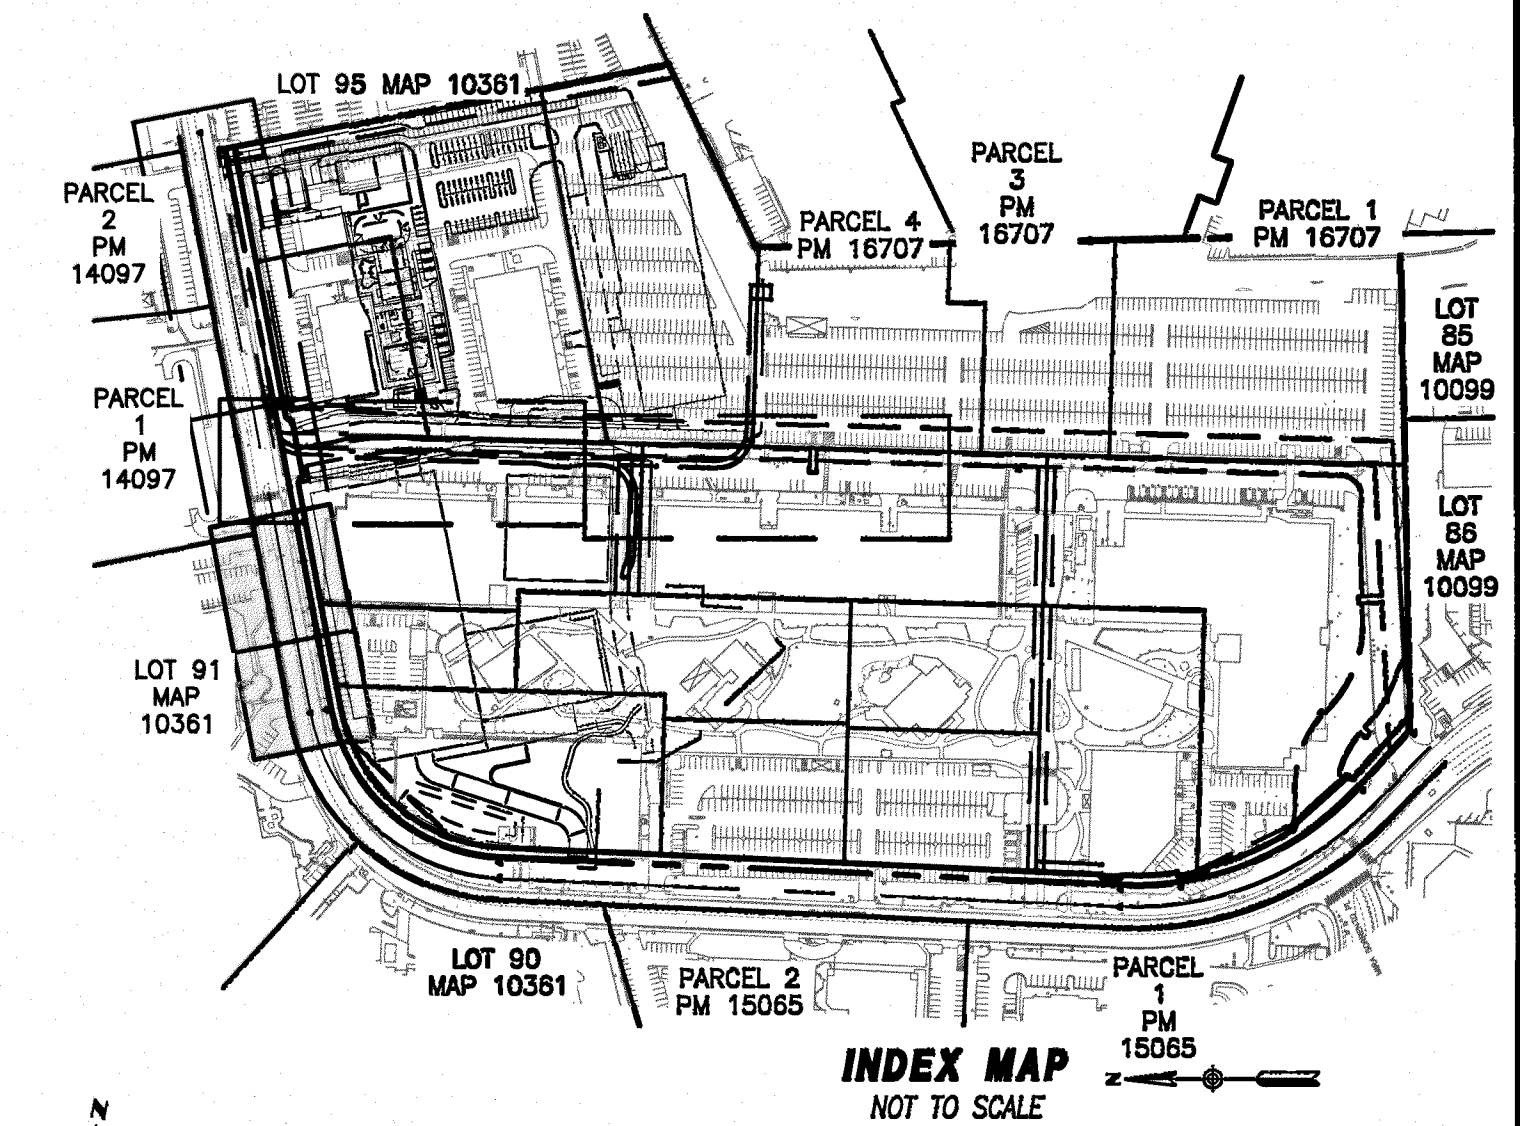 LOT 95 MAP 10361
PARCEL
2
PM
14097
PARCEL
3
PM
16707
PARCEL 4
PM 16707
PARCEL 1
PM 16707
LOT
85
MAP
10099
PARCEL
1
PM
14097
LOT
86
MAP
10099
LOT 91
MAP
10361
LOT 90
MAP 10361
PARCEL 2
PM 15065
PARCEL
1
PM
15065
INDEX MAP
NOT TO SCALE
N
N